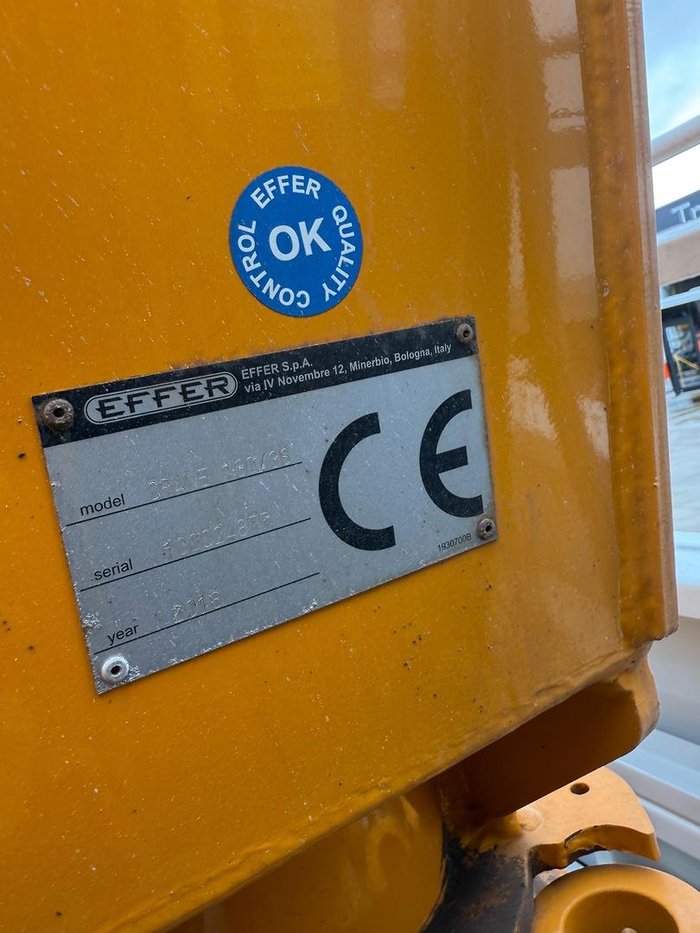 EFFER QUALITY CONTROL
OK
EFFER
EFFER S.p.A.
via IV Novembre 12, Minerbio, Bologna, Italy
model
serial
year
CE
1930700B